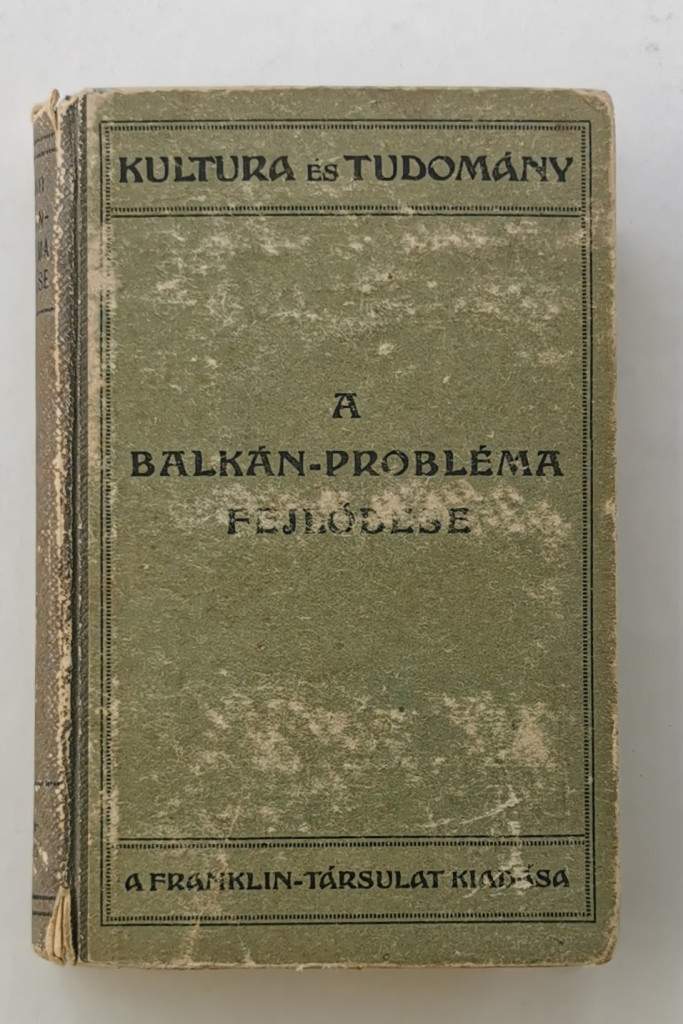 KULTURA ÉS TUDOMÁNY
A
BALKÁN-PROBLÉMA
FEJLŐDÉSE
A FRANKLIN-TÁRSULAT KIADÁSA